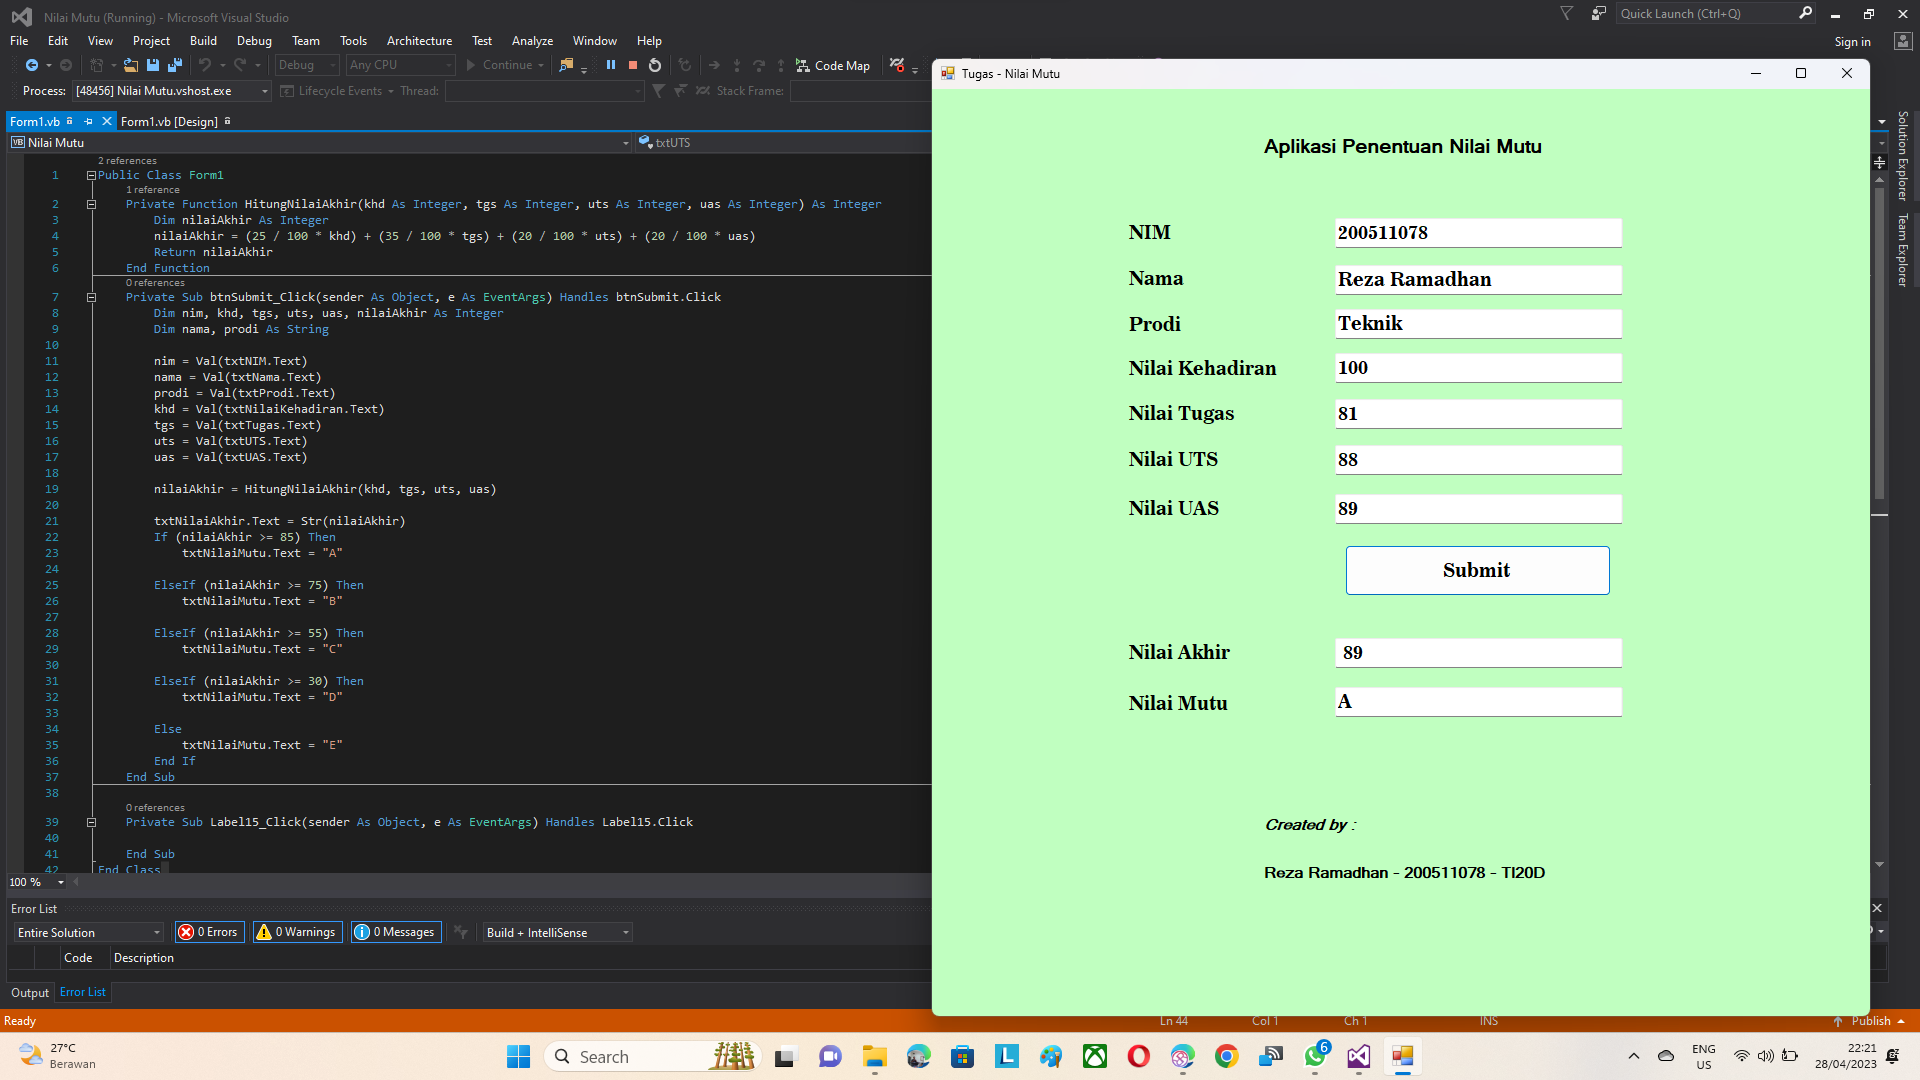 Nilai Mutu (Running) - Microsoft Visual Studio
Quick Launch (Ctrl+Q)
File Edit View Project Build Debug Team Tools Architecture Test Analyze Window Help
Sign in
Debug Any CPU Continue Code Map
Process: [48456] Nilai Mutu.vshost.exe Lifecycle Events Thread: Stack Frame:
Form1.vb Form1.vb [Design]
Nilai Mutu txtUTS
2 references
1 Public Class Form1
1 reference
2 Private Function HitungNilaiAkhir(khd As Integer, tgs As Integer, uts As Integer, uas As Integer) As Integer
3 Dim nilaiAkhir As Integer
4 nilaiAkhir = (25 / 100 * khd) + (35 / 100 * tgs) + (20 / 100 * uts) + (20 / 100 * uas)
5 Return nilaiAkhir
6 End Function
0 references
7 Private Sub btnSubmit_Click(sender As Object, e As EventArgs) Handles btnSubmit.Click
8 Dim nim, khd, tgs, uts, uas, nilaiAkhir As Integer
9 Dim nama, prodi As String
10
11 nim = Val(txtNIM.Text)
12 nama = Val(txtNama.Text)
13 prodi = Val(txtProdi.Text)
14 khd = Val(txtNilaiKehadiran.Text)
15 tgs = Val(txtTugas.Text)
16 uts = Val(txtUTS.Text)
17 uas = Val(txtUAS.Text)
18
19 nilaiAkhir = HitungNilaiAkhir(khd, tgs, uts, uas)
20
21 txtNilaiAkhir.Text = Str(nilaiAkhir)
22 If (nilaiAkhir >= 85) Then
23 txtNilaiMutu.Text = "A"
24
25 ElseIf (nilaiAkhir >= 75) Then
26 txtNilaiMutu.Text = "B"
27
28 ElseIf (nilaiAkhir >= 55) Then
29 txtNilaiMutu.Text = "C"
30
31 ElseIf (nilaiAkhir >= 30) Then
32 txtNilaiMutu.Text = "D"
33
34 Else
35 txtNilaiMutu.Text = "E"
36 End If
37 End Sub
38
0 references
39 Private Sub Label15_Click(sender As Object, e As EventArgs) Handles Label15.Click
40
41 End Sub
42 End Class
100 %
Error List
Entire Solution 0 Errors 0 Warnings 0 Messages Build + IntelliSense
Code Description
Output Error List
Ready Ln 44 Col 1 Ch 1 INS Publish
Solution Explorer
Team Explorer
Tugas - Nilai Mutu
Aplikasi Penentuan Nilai Mutu
NIM 200511078
Nama Reza Ramadhan
Prodi Teknik
Nilai Kehadiran 100
Nilai Tugas 81
Nilai UTS 88
Nilai UAS 89
Submit
Nilai Akhir 89
Nilai Mutu A
Created by :
Reza Ramadhan - 200511078 - TI20D
27°C
Berawan
Search
6
ENG
US
22:21
28/04/2023